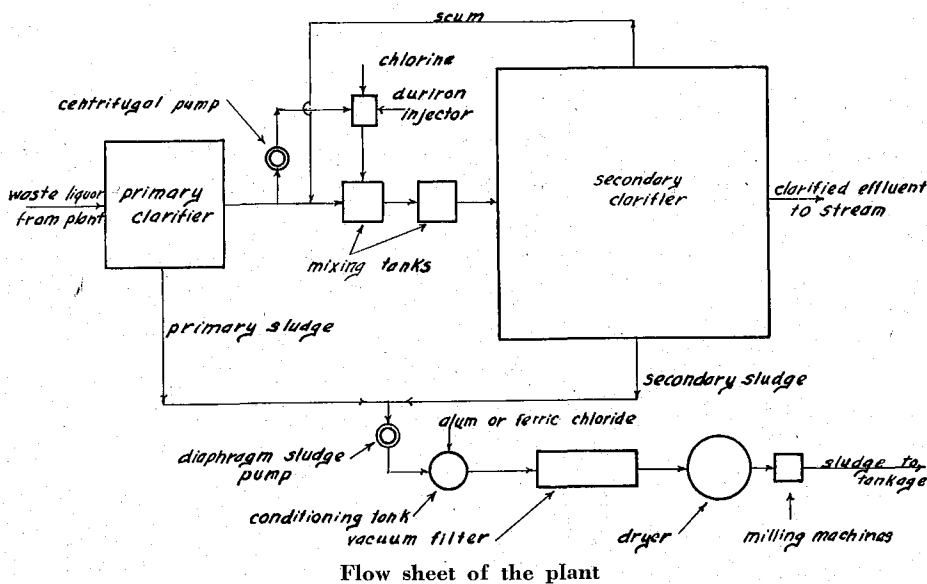 scum
chlorine
centrifugal pump
duriron
injector
waste liquor
from plant
primary
clarifier
secondary
clarifier
clarified effluent
to stream
mixing tanks
primary sludge
secondary sludge
alum or ferric chloride
diaphragm sludge
pump
sludge to
tankage
conditioning tank
vacuum filter
dryer
milling machines
Flow sheet of the plant